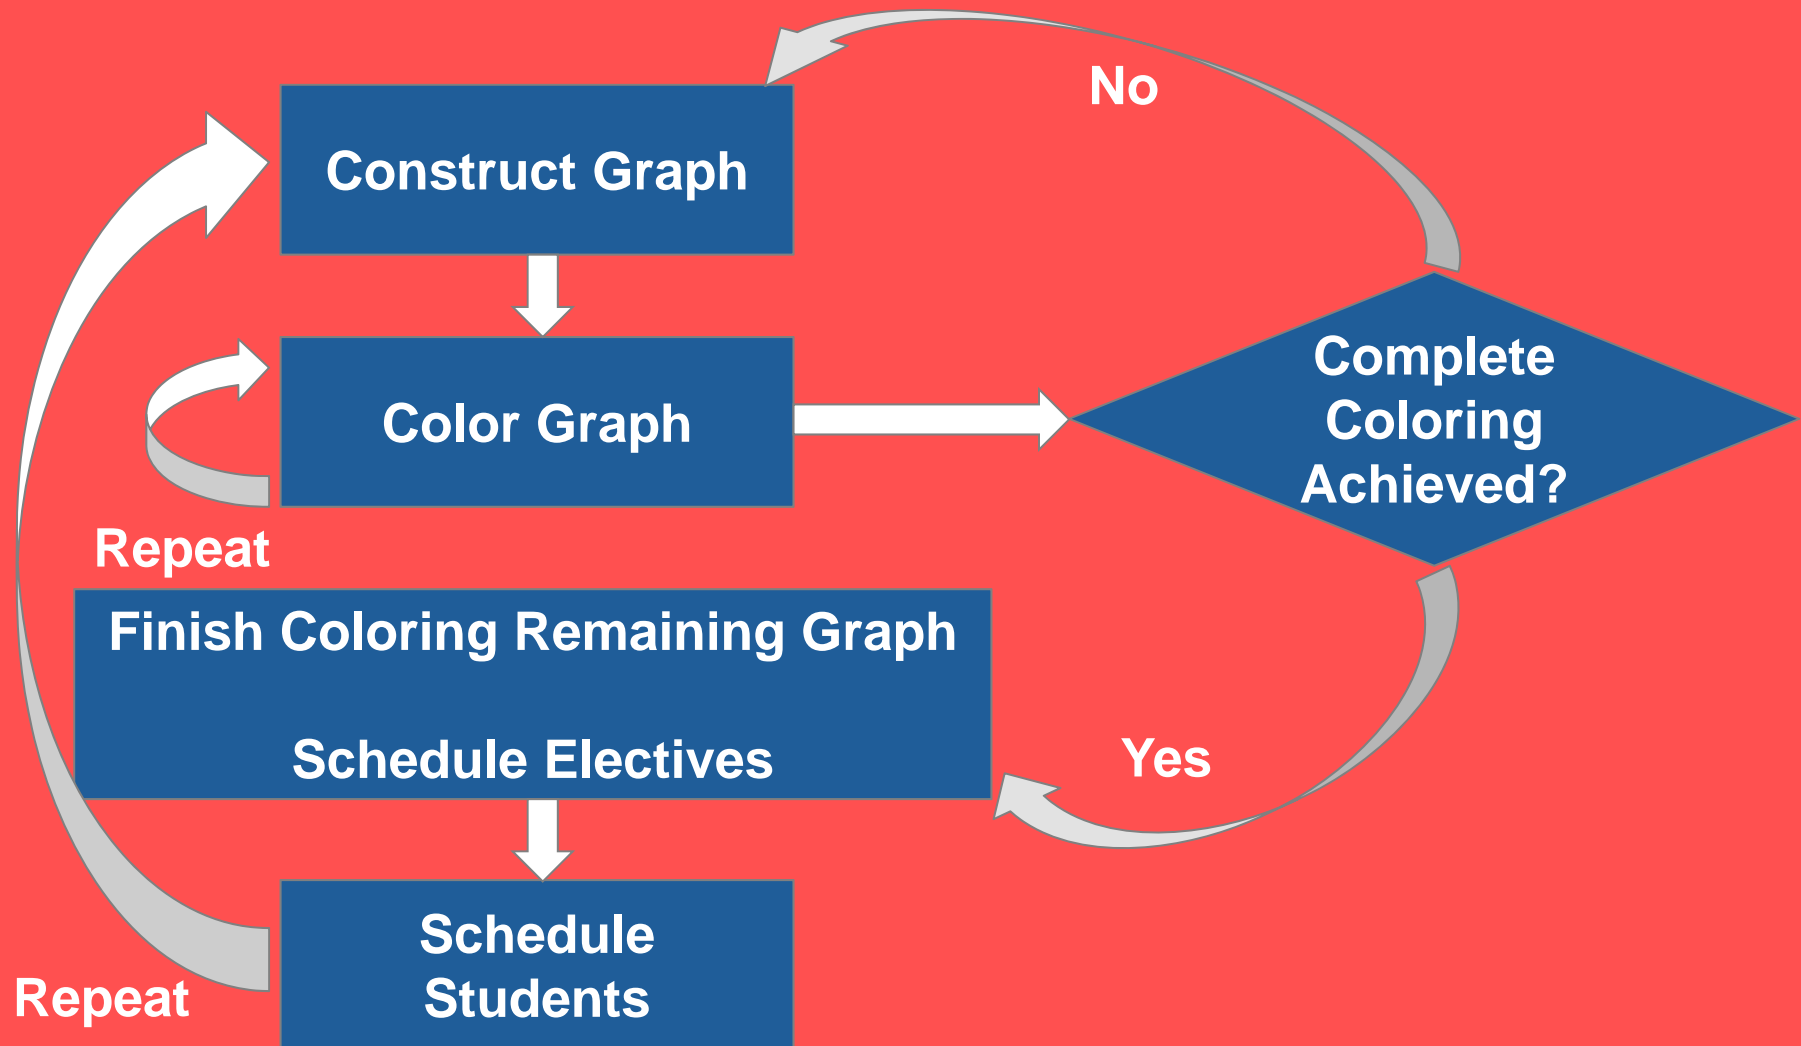 No
Construct Graph
Color Graph
Complete
Coloring
Achieved?
Repeat
Finish Coloring Remaining Graph
Schedule Electives
Yes
Schedule
Students
Repeat